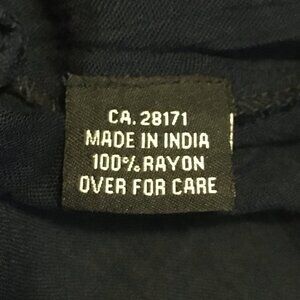 CA. 28171
MADE IN INDIA
100% RAYON
OVER FOR CARE